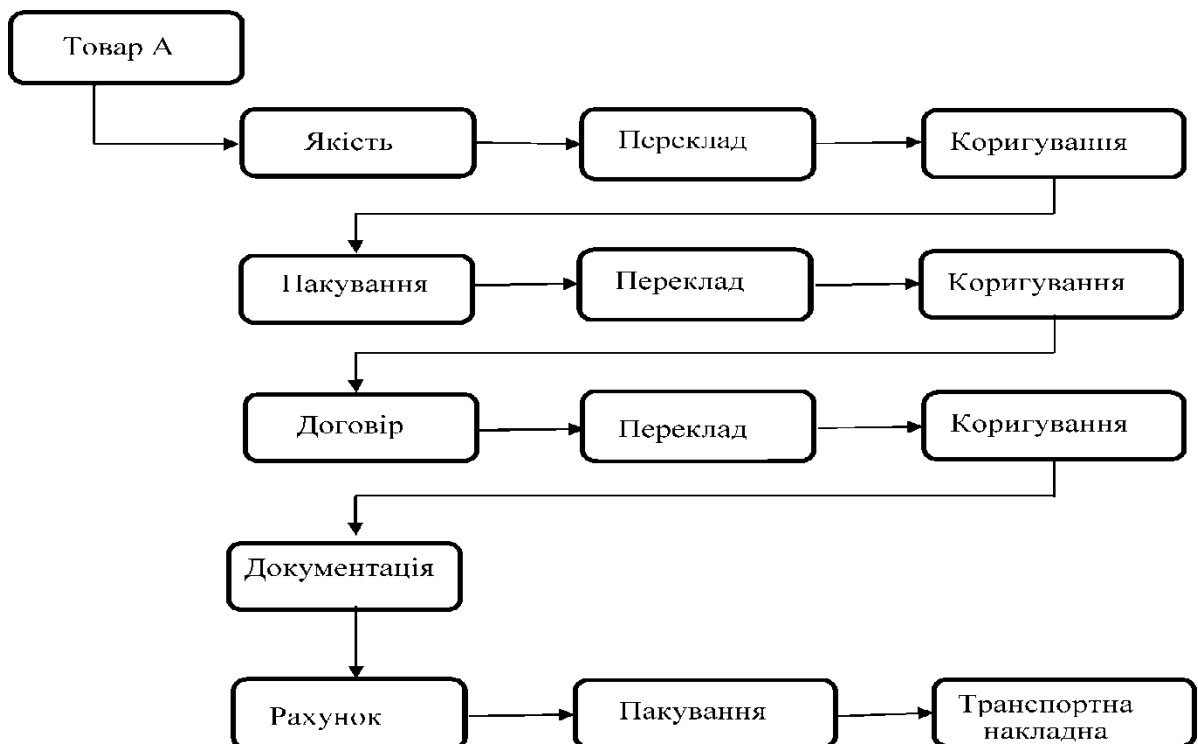 Товар А
Якість
Переклад
Коригування
Пакування
Переклад
Коригування
Договір
Переклад
Коригування
Документація
Рахунок
Пакування
Транспортна
накладна